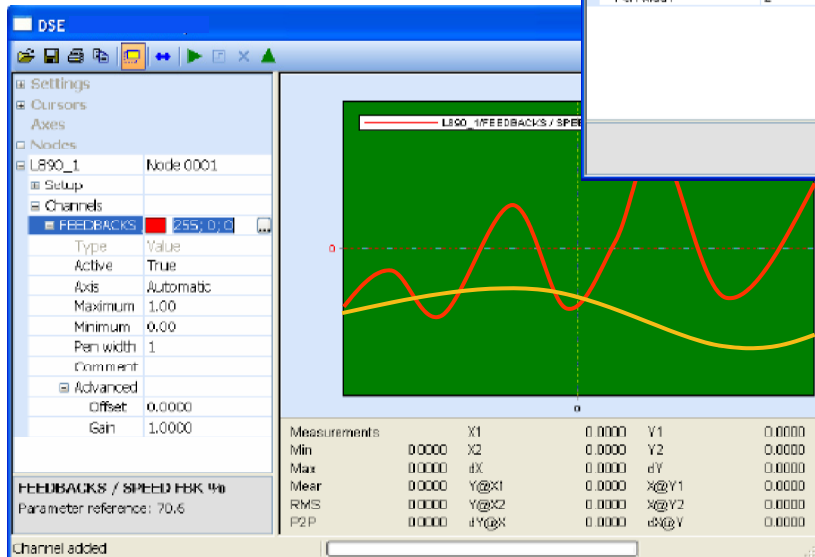 DSE
Settings
Cursors
Axes
Nodes
L890_1 Node 0001
Setup
Channels
FEEDBACKS 255; 0; 0 ...
Type Value
Active True
Axis Automatic
Maximum 1.00
Minimum 0.00
Pen width 1
Comment
Advanced
Offset 0.0000
Gain 1.0000
FEEDBACKS / SPEED FBK %
Parameter reference: 70.6
Channel added
L890_1/FEEDBACKS / SPE
0
0
Measurements X1 0.0000 Y1 0.0000
Min 0.0000 X2 0.0000 Y2 0.0000
Max 0.0000 dX 0.0000 dY 0.0000
Mean 0.0000 Y@X1 0.0000 X@Y1 0.0000
RMS 0.0000 Y@X2 0.0000 X@Y2 0.0000
P2P 0.0000 dY@X 0.0000 dX@Y 0.0000